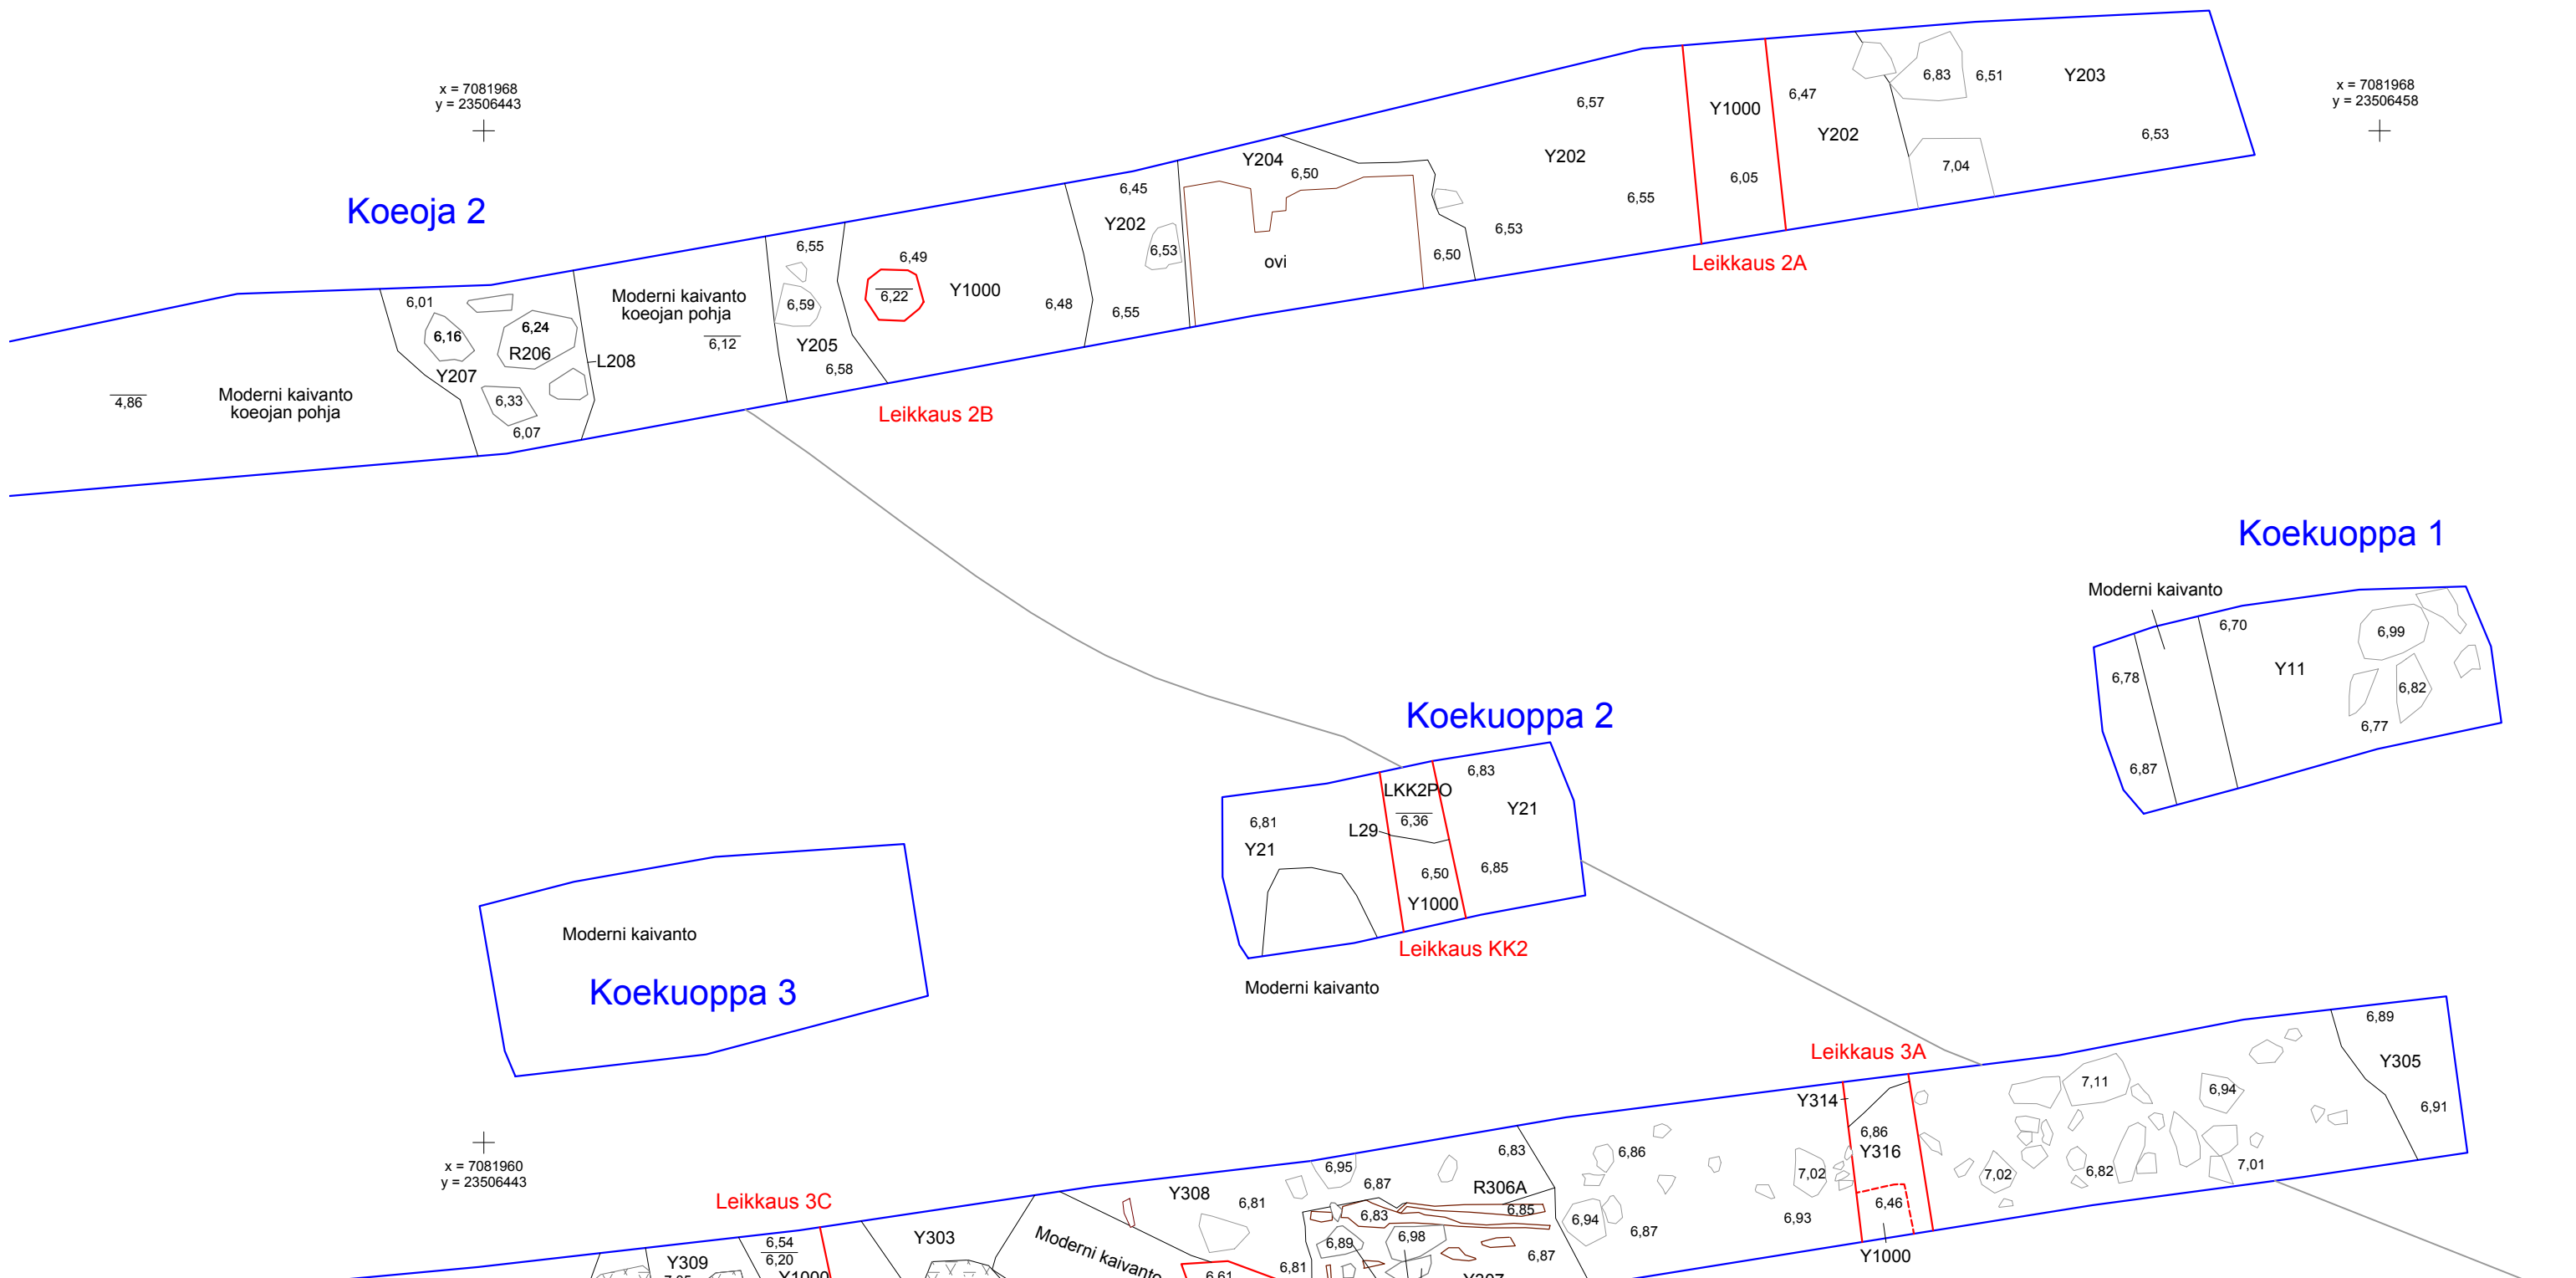 x = 7081968
y = 23506443
Koeoja 2
6,57
Y1000
6,47
Y202
6,83
6,51
Y203
6,53
7,04
x = 7081968
y = 23506458
Y202
6,05
6,55
6,53
Leikkaus 2A
Y204
6,50
6,45
Y202
6,53
6,55
ovi
6,50
6,55
6,59
Y205
6,58
6,49
6,22
Y1000
6,48
Leikkaus 2B
Moderni kaivanto
koeojan pohja
6,12
6,01
6,16
6,24
R206
L208
Y207
6,33
6,07
4,86
Moderni kaivanto
koeojan pohja
Koekuoppa 1
Moderni kaivanto
6,70
6,99
Y11
6,78
6,82
6,77
6,87
Koekuoppa 2
LKK2PO
6,36
6,83
Y21
6,81
L29
Y21
6,50
6,85
Y1000
Leikkaus KK2
Moderni kaivanto
Moderni kaivanto
Koekuoppa 3
x = 7081960
y = 23506443
Leikkaus 3A
Y314
6,86
Y316
6,46
Y1000
7,11
6,94
6,89
Y305
6,91
7,02
7,02
6,82
7,01
6,93
6,86
6,94
6,87
6,83
R306A
6,85
6,95
6,87
6,83
6,89
6,98
6,87
Y307
Y308
6,81
6,81
6,61
Moderni kaivanto
Leikkaus 3C
Y303
6,54
6,20
Y1000
Y309